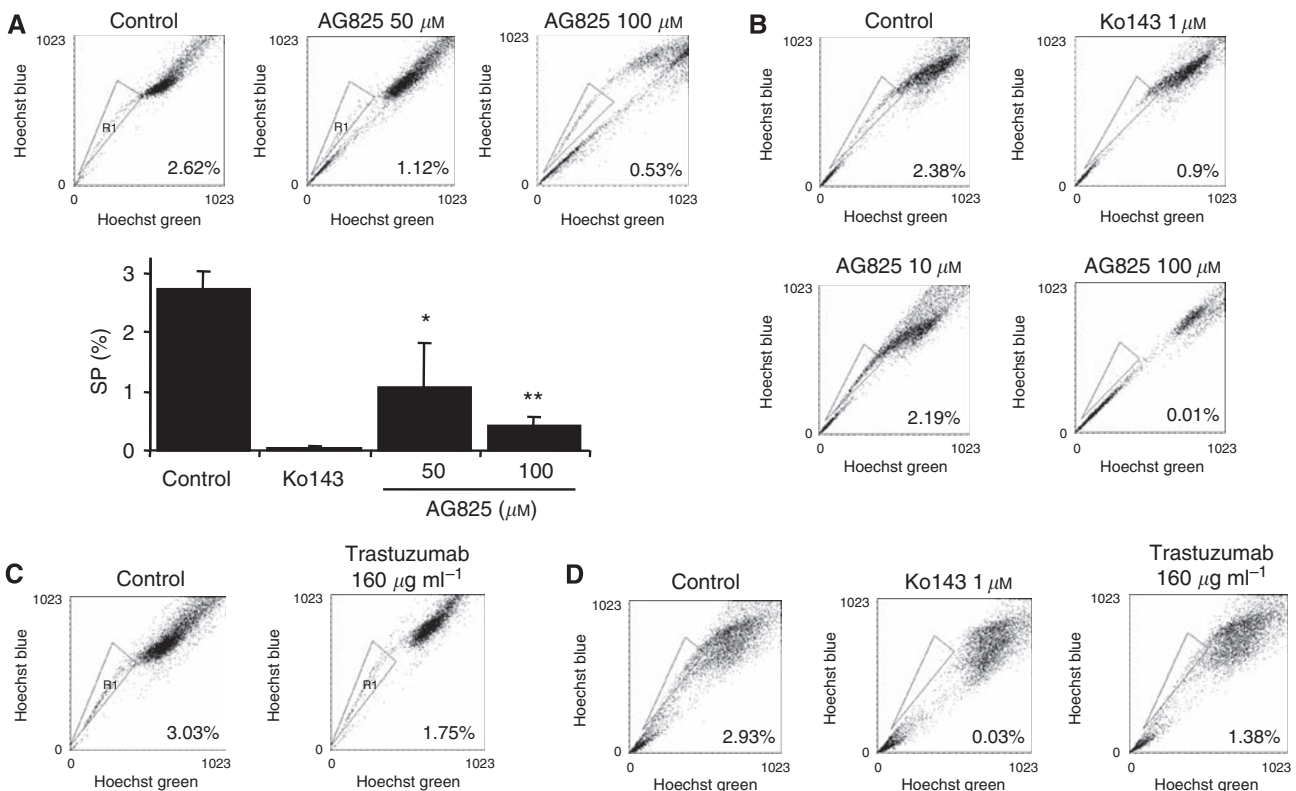 A
Control
1023
Hoechst blue
R1
2.62%
0
0
1023
Hoechst green
AG825 50 μM
1023
Hoechst blue
R1
1.12%
0
0
1023
Hoechst green
AG825 100 μM
1023
Hoechst blue
0.53%
0
0
1023
Hoechst green
SP (%)
3
2
1
0
*
**
Control
Ko143
50
100
AG825 (μM)
B
Control
1023
Hoechst blue
2.38%
0
0
1023
Hoechst green
Ko143 1 μM
1023
Hoechst blue
0.9%
0
0
1023
Hoechst green
AG825 10 μM
1023
Hoechst blue
2.19%
0
0
1023
Hoechst green
AG825 100 μM
1023
Hoechst blue
0.01%
0
0
1023
Hoechst green
C
Control
1023
Hoechst blue
R1
3.03%
0
0
1023
Hoechst green
Trastuzumab
160 μg ml⁻¹
1023
Hoechst blue
R1
1.75%
0
0
1023
Hoechst green
D
Control
1023
Hoechst blue
2.93%
0
0
1023
Hoechst green
Ko143 1 μM
1023
Hoechst blue
0.03%
0
0
1023
Hoechst green
Trastuzumab
160 μg ml⁻¹
1023
Hoechst blue
1.38%
0
0
1023
Hoechst green